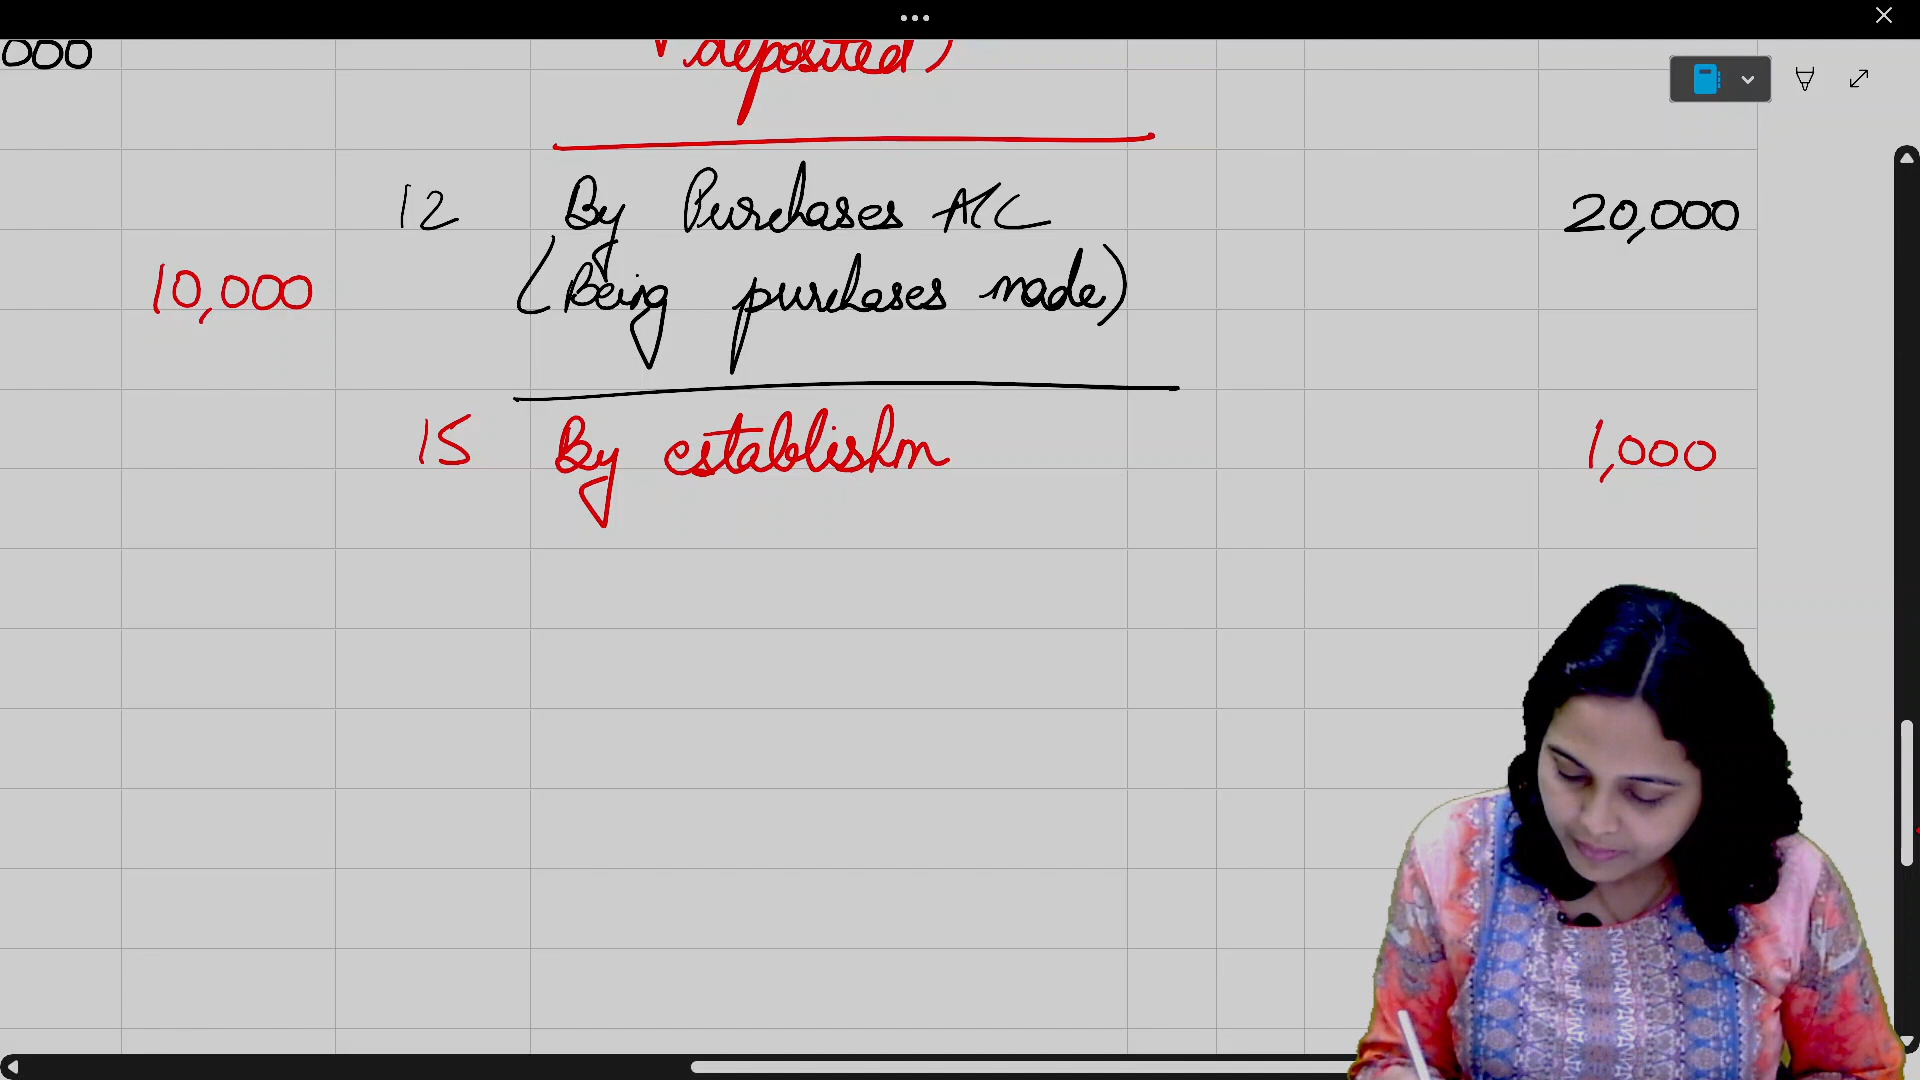 000 deposited)
12 By Purchases A/C 20,000
10,000 (Being purchases made)
15 By establishm 1,000